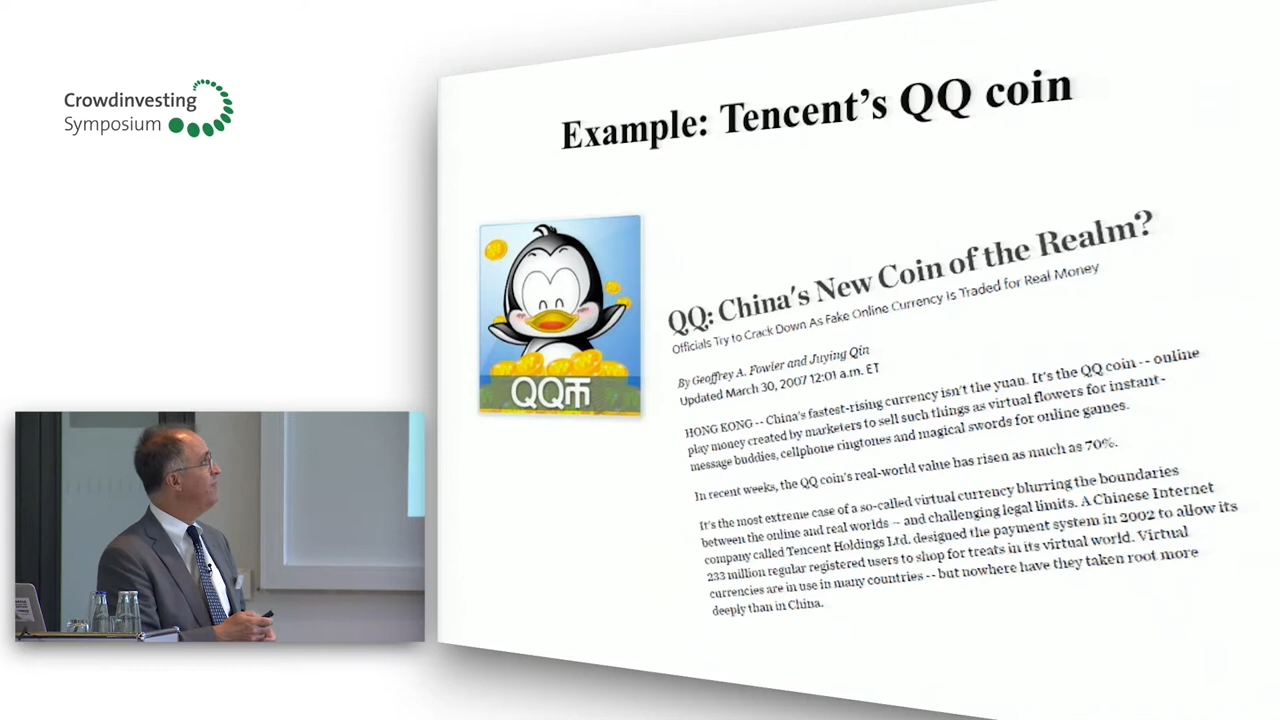 Crowdinvesting
Symposium
Example: Tencent's QQ coin
QQ币
QQ: China's New Coin of the Realm?
Officials Try to Crack Down As Fake Online Currency Is Traded for Real Money
By Geoffrey A. Fowler and Juying Qin
Updated March 30, 2007 12:01 a.m. ET
HONG KONG -- China's fastest-rising currency isn't the yuan. It's the QQ coin -- online
play money created by marketers to sell such things as virtual flowers for instant-
message buddies, cellphone ringtones and magical swords for online games.
In recent weeks, the QQ coin's real-world value has risen as much as 70%.
It's the most extreme case of a so-called virtual currency blurring the boundaries
between the online and real worlds -- and challenging legal limits. A Chinese Internet
company called Tencent Holdings Ltd. designed the payment system in 2002 to allow its
233 million regular registered users to shop for treats in its virtual world. Virtual
currencies are in use in many countries -- but nowhere have they taken root more
deeply than in China.